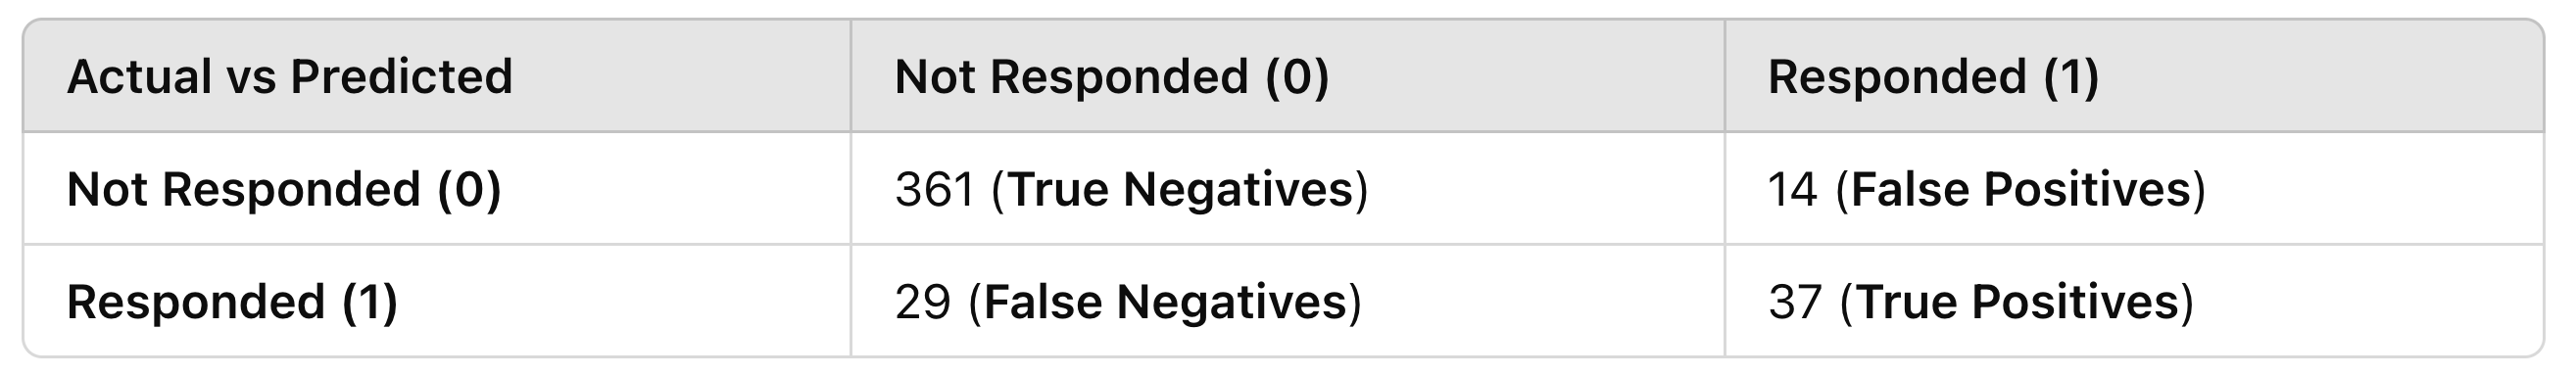 Actual vs Predicted Not Responded (0) Responded (1)
Not Responded (0) 361 (True Negatives) 14 (False Positives)
Responded (1) 29 (False Negatives) 37 (True Positives)